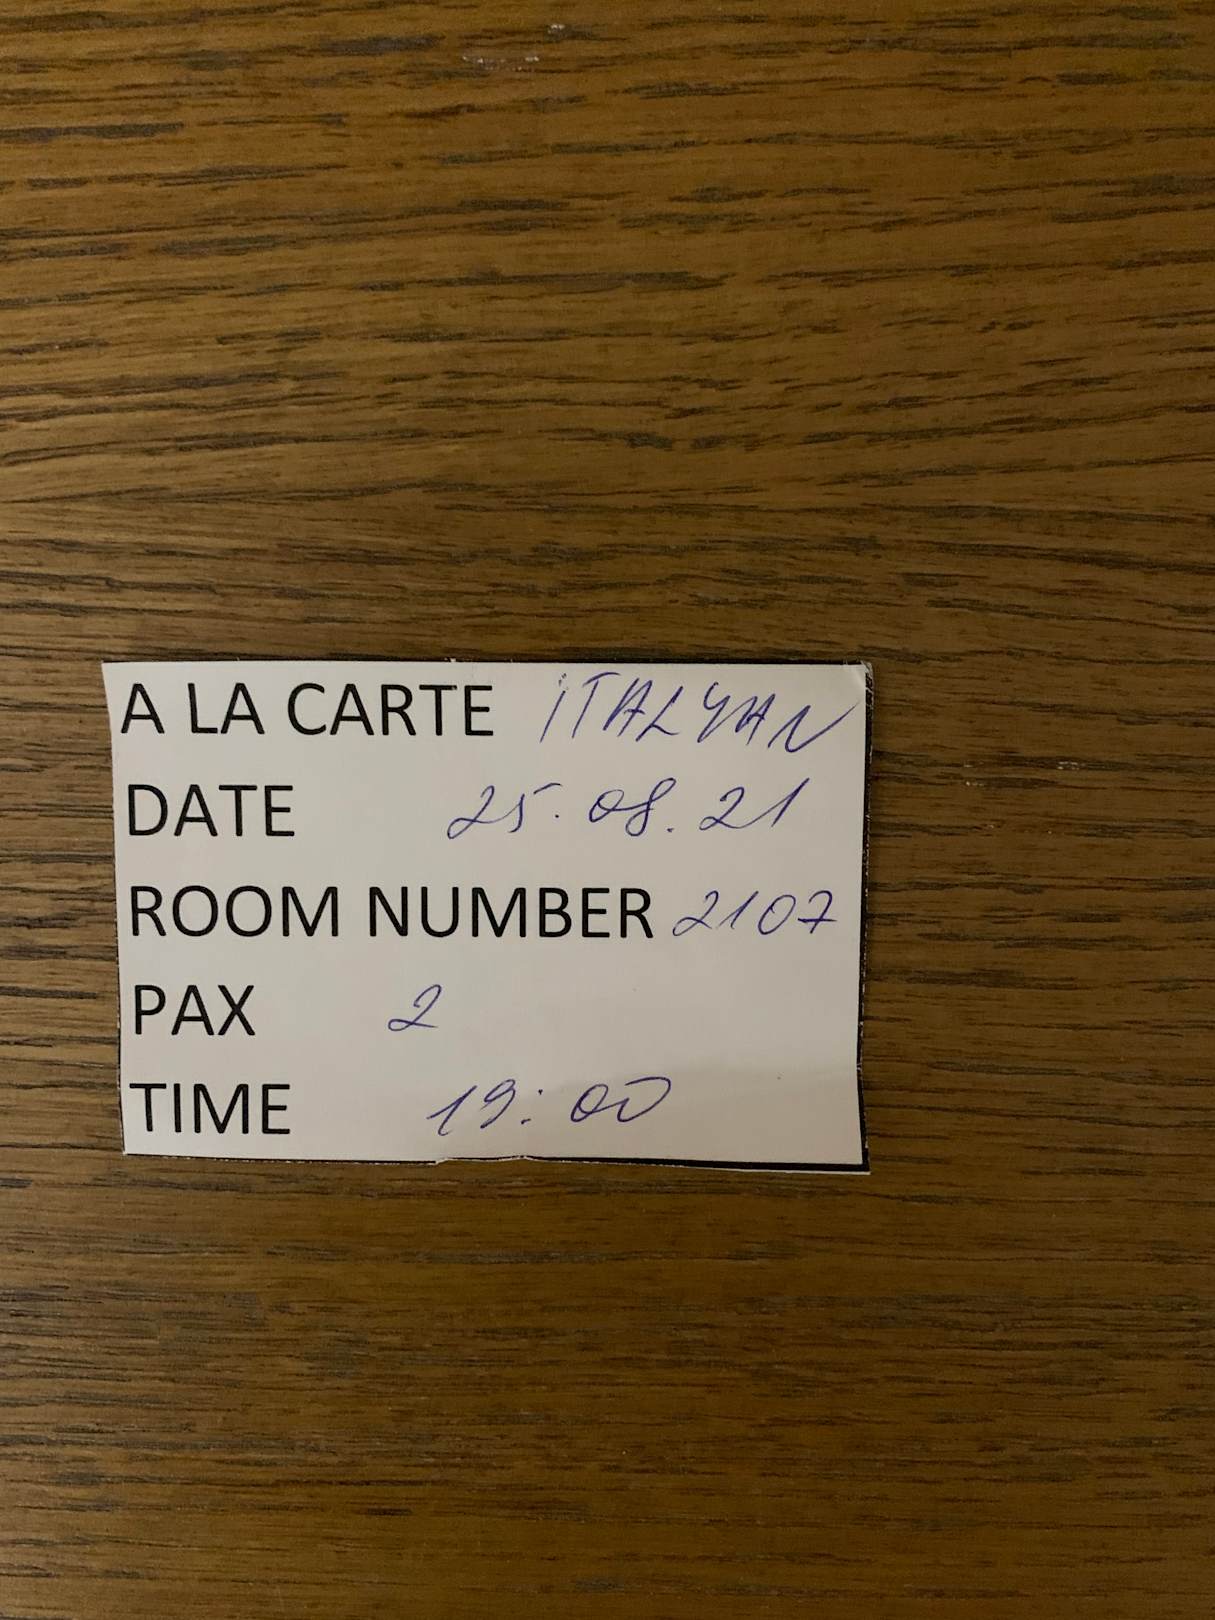 A LA CARTE İTALYAN
DATE 25.08.21
ROOM NUMBER 2107
PAX 2
TIME 19:00